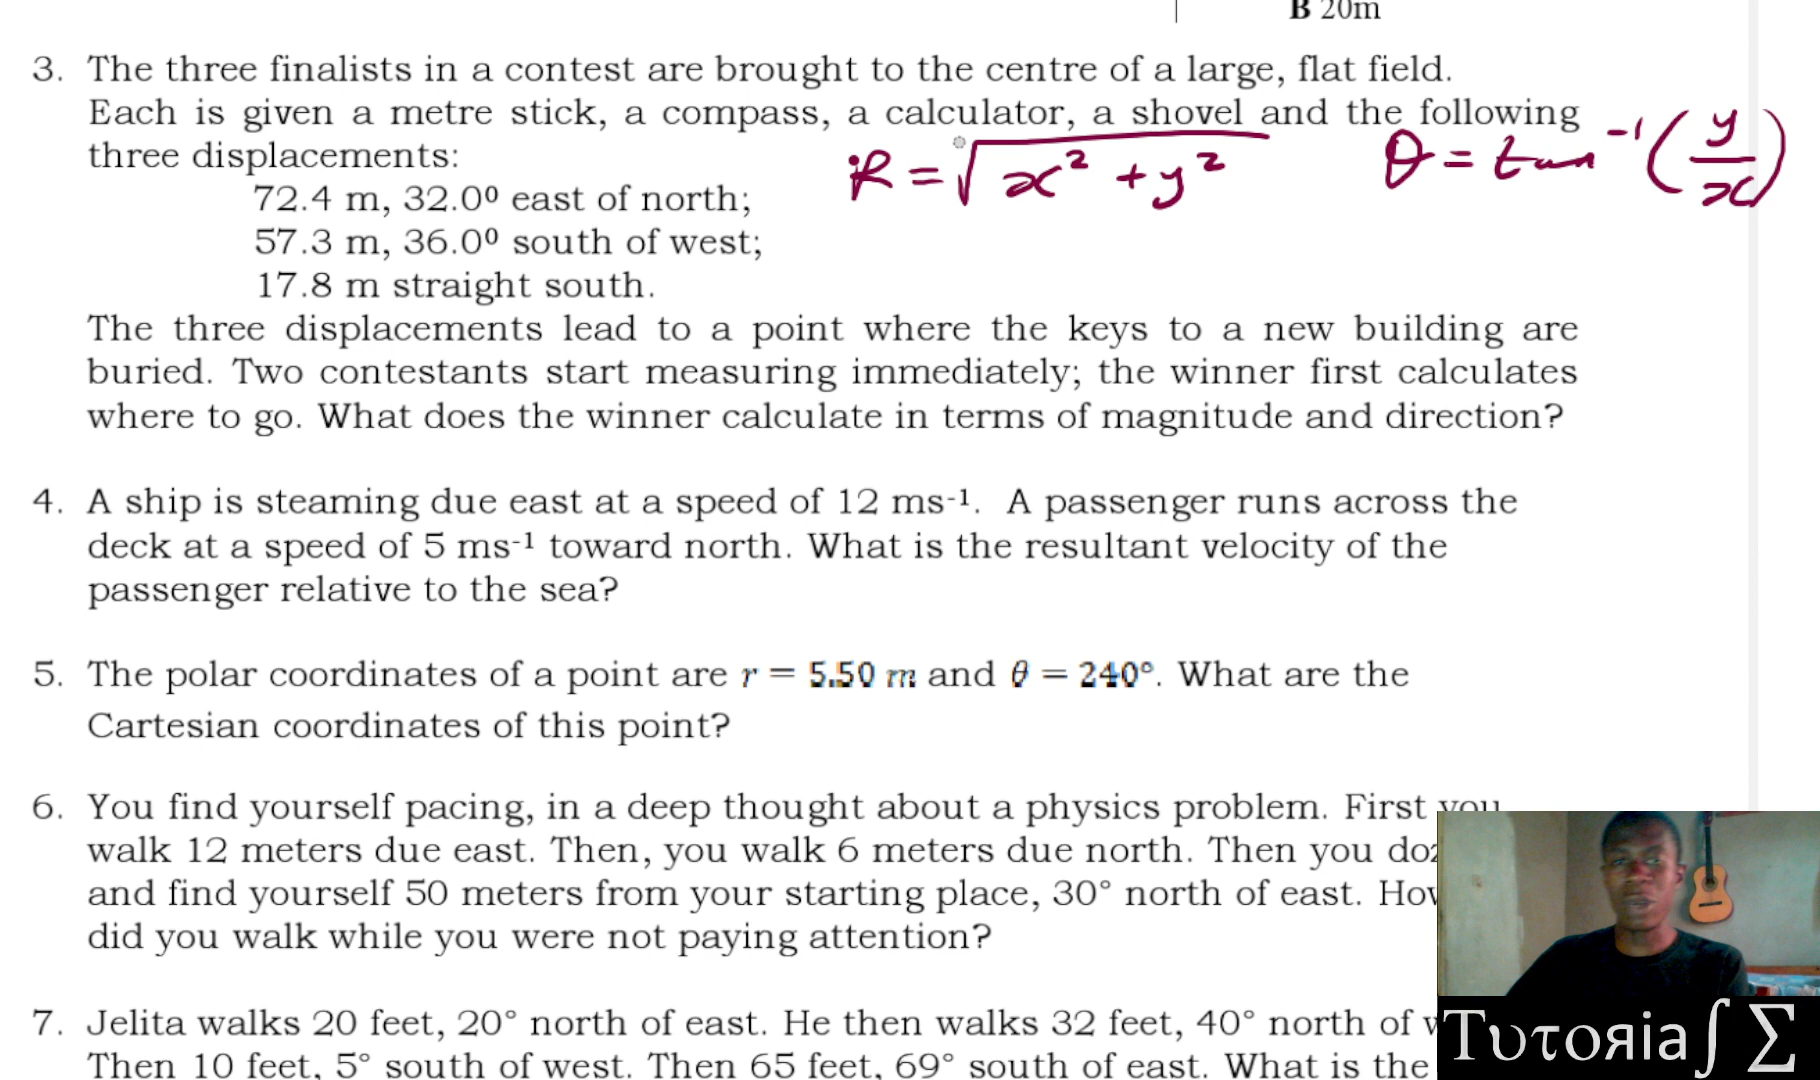 B 20m
3. The three finalists in a contest are brought to the centre of a large, flat field.
Each is given a metre stick, a compass, a calculator, a shovel and the following
three displacements:
R = √x² + y²
θ = tan⁻¹(y/x)
72.4 m, 32.0⁰ east of north;
57.3 m, 36.0⁰ south of west;
17.8 m straight south.
The three displacements lead to a point where the keys to a new building are
buried. Two contestants start measuring immediately; the winner first calculates
where to go. What does the winner calculate in terms of magnitude and direction?
4. A ship is steaming due east at a speed of 12 ms⁻¹. A passenger runs across the
deck at a speed of 5 ms⁻¹ toward north. What is the resultant velocity of the
passenger relative to the sea?
5. The polar coordinates of a point are r = 5.50 m and θ = 240°. What are the
Cartesian coordinates of this point?
6. You find yourself pacing, in a deep thought about a physics problem. First you
walk 12 meters due east. Then, you walk 6 meters due north. Then you
and find yourself 50 meters from your starting place, 30° north of east.
did you walk while you were not paying attention?
7. Jelita walks 20 feet, 20° north of east. He then walks 32 feet, 40° north of
Then 10 feet, 5° south of west. Then 65 feet, 69° south of east. What is the
TυτoЯia∫ Σ